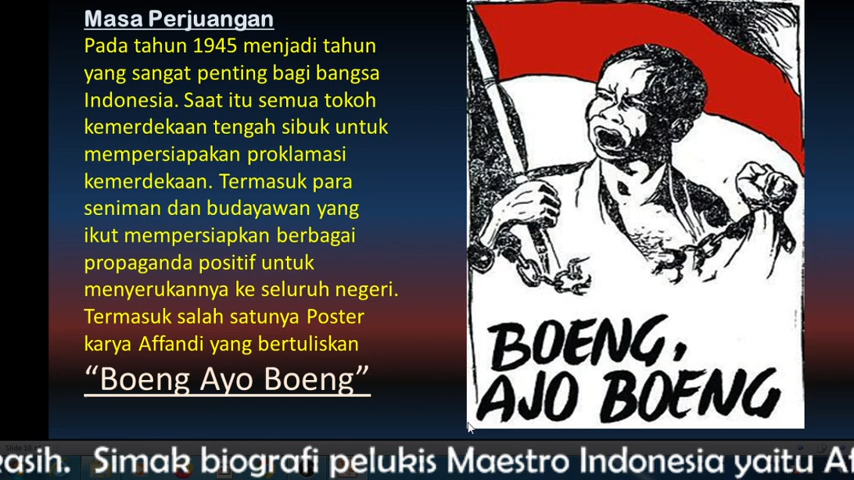 Masa Perjuangan
Pada tahun 1945 menjadi tahun
yang sangat penting bagi bangsa
Indonesia. Saat itu semua tokoh
kemerdekaan tengah sibuk untuk
mempersiapakan proklamasi
kemerdekaan. Termasuk para
seniman dan budayawan yang
ikut mempersiapkan berbagai
propaganda positif untuk
menyerukannya ke seluruh negeri.
Termasuk salah satunya Poster
karya Affandi yang bertuliskan
“Boeng Ayo Boeng”
BOENG,
AJO BOENG
asih. Simak biografi pelukis Maestro Indonesia yaitu Af